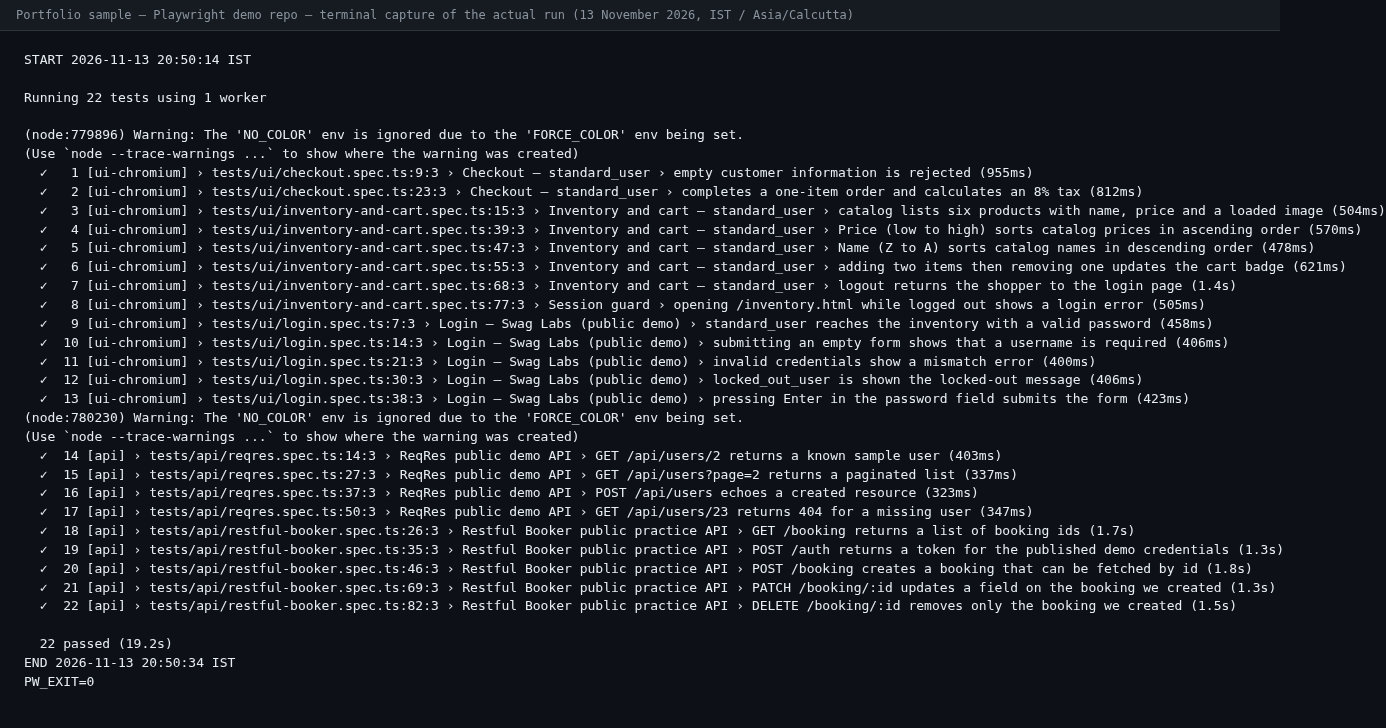 Portfolio sample — Playwright demo repo — terminal capture of the actual run (13 November 2026, IST / Asia/Calcutta)
START 2026-11-13 20:50:14 IST
Running 22 tests using 1 worker
(node:779896) Warning: The 'NO_COLOR' env is ignored due to the 'FORCE_COLOR' env being set.
(Use `node --trace-warnings ...` to show where the warning was created)
✓ 1 [ui-chromium] › tests/ui/checkout.spec.ts:9:3 › Checkout — standard_user › empty customer information is rejected (955ms)
✓ 2 [ui-chromium] › tests/ui/checkout.spec.ts:23:3 › Checkout — standard_user › completes a one-item order and calculates an 8% tax (812ms)
✓ 3 [ui-chromium] › tests/ui/inventory-and-cart.spec.ts:15:3 › Inventory and cart — standard_user › catalog lists six products with name, price and a loaded image (504ms)
✓ 4 [ui-chromium] › tests/ui/inventory-and-cart.spec.ts:39:3 › Inventory and cart — standard_user › Price (low to high) sorts catalog prices in ascending order (570ms)
✓ 5 [ui-chromium] › tests/ui/inventory-and-cart.spec.ts:47:3 › Inventory and cart — standard_user › Name (Z to A) sorts catalog names in descending order (478ms)
✓ 6 [ui-chromium] › tests/ui/inventory-and-cart.spec.ts:55:3 › Inventory and cart — standard_user › adding two items then removing one updates the cart badge (621ms)
✓ 7 [ui-chromium] › tests/ui/inventory-and-cart.spec.ts:68:3 › Inventory and cart — standard_user › logout returns the shopper to the login page (1.4s)
✓ 8 [ui-chromium] › tests/ui/inventory-and-cart.spec.ts:77:3 › Session guard › opening /inventory.html while logged out shows a login error (505ms)
✓ 9 [ui-chromium] › tests/ui/login.spec.ts:7:3 › Login — Swag Labs (public demo) › standard_user reaches the inventory with a valid password (458ms)
✓ 10 [ui-chromium] › tests/ui/login.spec.ts:14:3 › Login — Swag Labs (public demo) › submitting an empty form shows that a username is required (406ms)
✓ 11 [ui-chromium] › tests/ui/login.spec.ts:21:3 › Login — Swag Labs (public demo) › invalid credentials show a mismatch error (400ms)
✓ 12 [ui-chromium] › tests/ui/login.spec.ts:30:3 › Login — Swag Labs (public demo) › locked_out_user is shown the locked-out message (406ms)
✓ 13 [ui-chromium] › tests/ui/login.spec.ts:38:3 › Login — Swag Labs (public demo) › pressing Enter in the password field submits the form (423ms)
(node:780230) Warning: The 'NO_COLOR' env is ignored due to the 'FORCE_COLOR' env being set.
(Use `node --trace-warnings ...` to show where the warning was created)
✓ 14 [api] › tests/api/reqres.spec.ts:14:3 › ReqRes public demo API › GET /api/users/2 returns a known sample user (403ms)
✓ 15 [api] › tests/api/reqres.spec.ts:27:3 › ReqRes public demo API › GET /api/users?page=2 returns a paginated list (337ms)
✓ 16 [api] › tests/api/reqres.spec.ts:37:3 › ReqRes public demo API › POST /api/users echoes a created resource (323ms)
✓ 17 [api] › tests/api/reqres.spec.ts:50:3 › ReqRes public demo API › GET /api/users/23 returns 404 for a missing user (347ms)
✓ 18 [api] › tests/api/restful-booker.spec.ts:26:3 › Restful Booker public practice API › GET /booking returns a list of booking ids (1.7s)
✓ 19 [api] › tests/api/restful-booker.spec.ts:35:3 › Restful Booker public practice API › POST /auth returns a token for the published demo credentials (1.3s)
✓ 20 [api] › tests/api/restful-booker.spec.ts:46:3 › Restful Booker public practice API › POST /booking creates a booking that can be fetched by id (1.8s)
✓ 21 [api] › tests/api/restful-booker.spec.ts:69:3 › Restful Booker public practice API › PATCH /booking/:id updates a field on the booking we created (1.3s)
✓ 22 [api] › tests/api/restful-booker.spec.ts:82:3 › Restful Booker public practice API › DELETE /booking/:id removes only the booking we created (1.5s)
22 passed (19.2s)
END 2026-11-13 20:50:34 IST
PW_EXIT=0